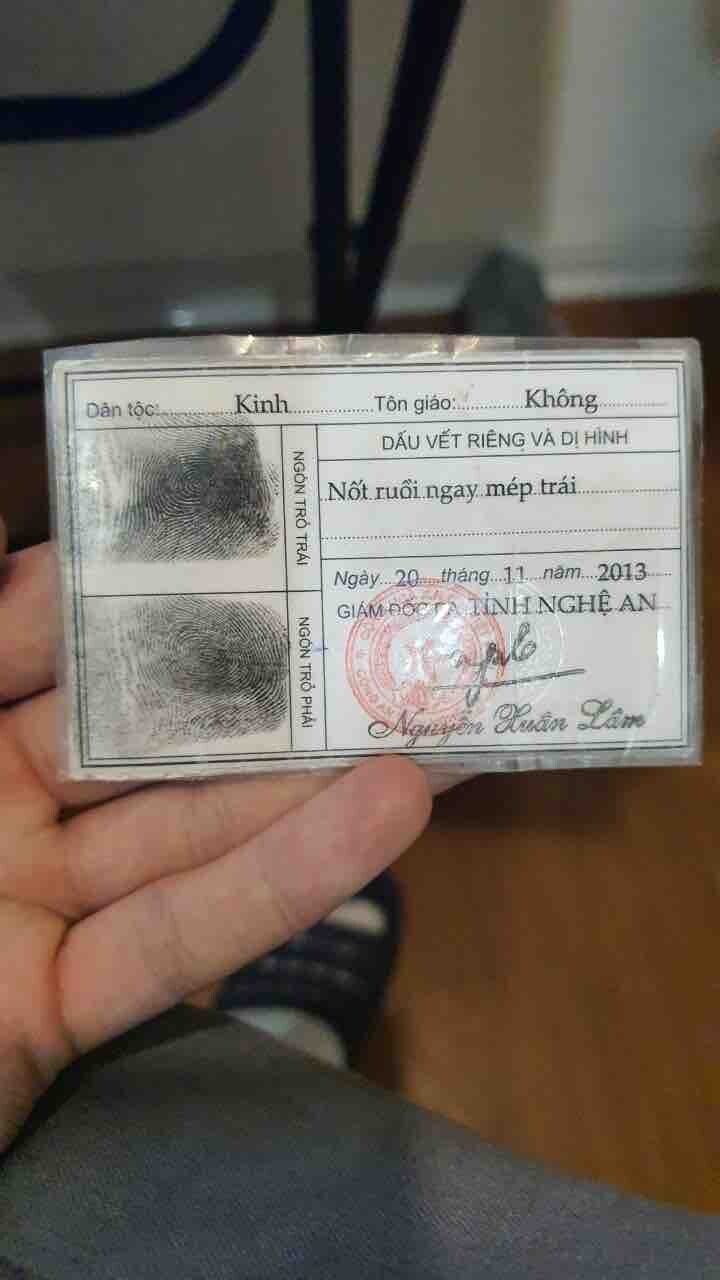 Dân tộc: Kinh Tôn giáo: Không
DẤU VẾT RIÊNG VÀ DỊ HÌNH
NGÓN TRỎ TRÁI
Nốt ruồi ngay mép trái
Ngày 20 tháng 11 năm 2013
GIÁM ĐỐC CA TỈNH NGHỆ AN
NGÓN TRỎ PHẢI
Nguyễn Xuân Lâm